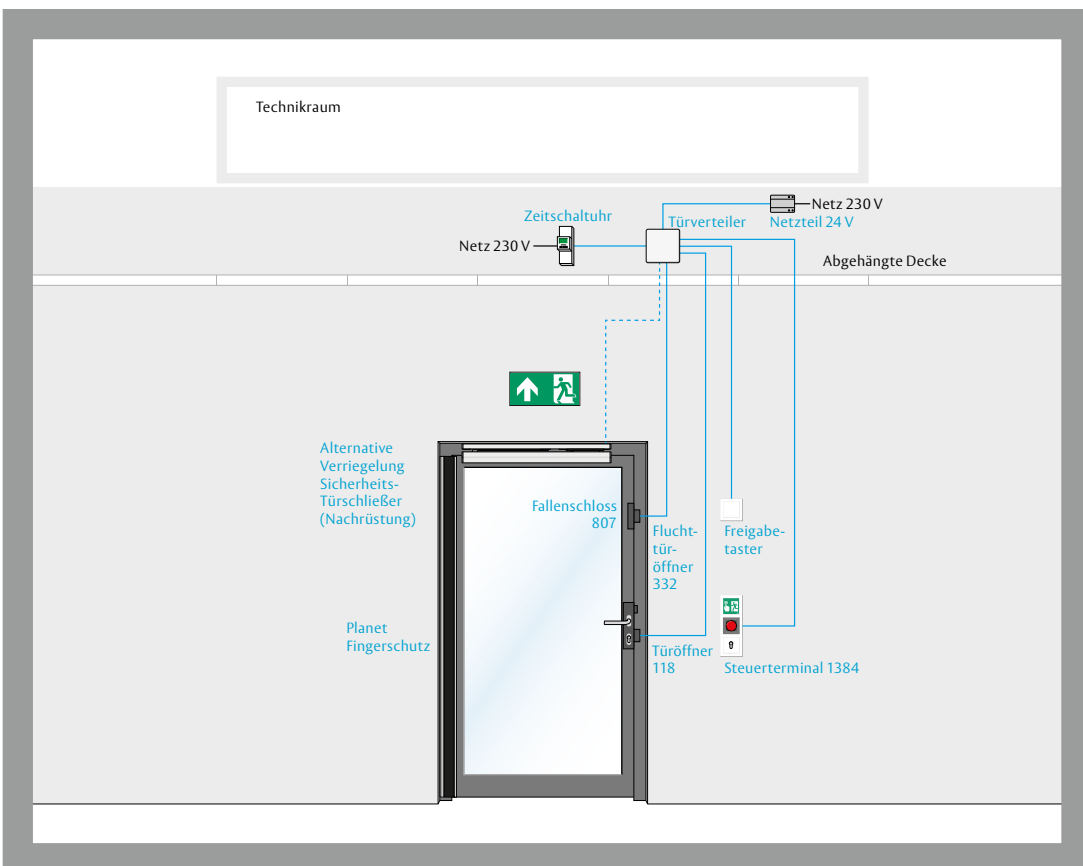 Technikraum
Netz 230 V
Zeitschaltuhr
Türverteiler
Netzteil 24 V
Netz 230 V
Abgehängte Decke
Alternative
Verriegelung
Sicherheits-
Türschließer
(Nachrüstung)
Fallenschloss
807
Flucht-
tür-
öffner
332
Freigabe-
taster
Planet
Fingerschutz
Türöffner
118
Steuerterminal 1384